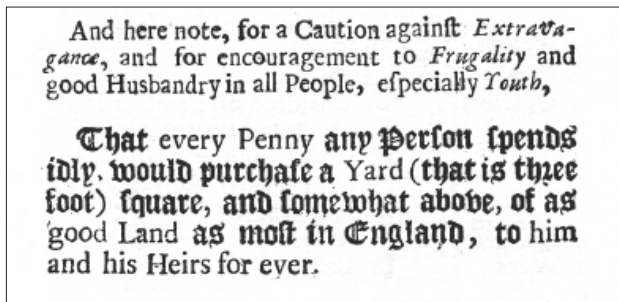 And here note, for a Caution againſt Extrava-
gance, and for encouragement to Frugality and
good Husbandry in all People, eſpecially Youth,
That every Penny any Perſon ſpends
idly, would purchaſe a Yard (that is three
foot) ſquare, and ſomewhat above, of as
good Land as moſt in England, to him
and his Heirs for ever.